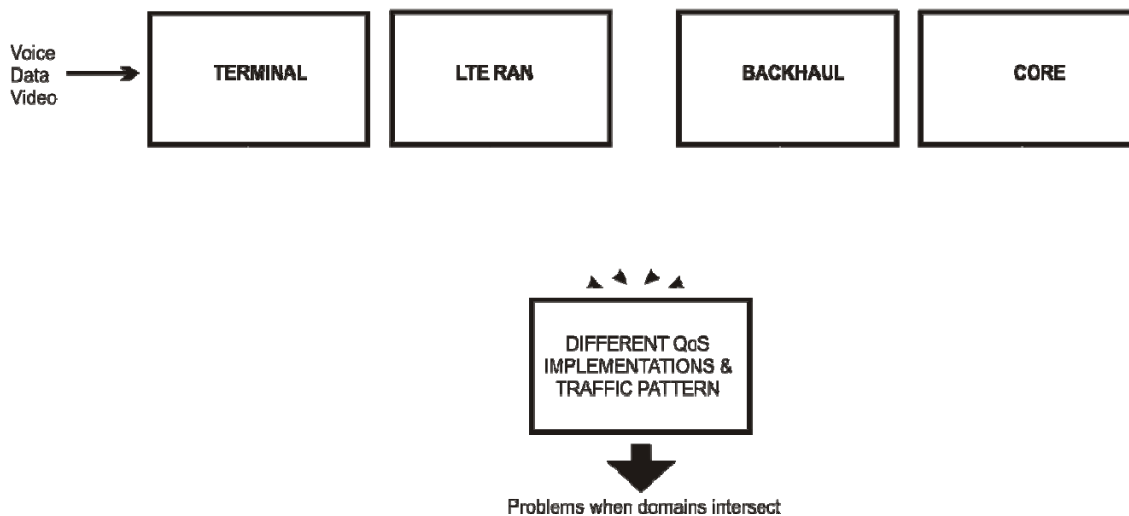 Voice
Data
Video
TERMINAL
LTE RAN
BACKHAUL
CORE
DIFFERENT QoS
IMPLEMENTATIONS &
TRAFFIC PATTERN
Problems when domains intersect